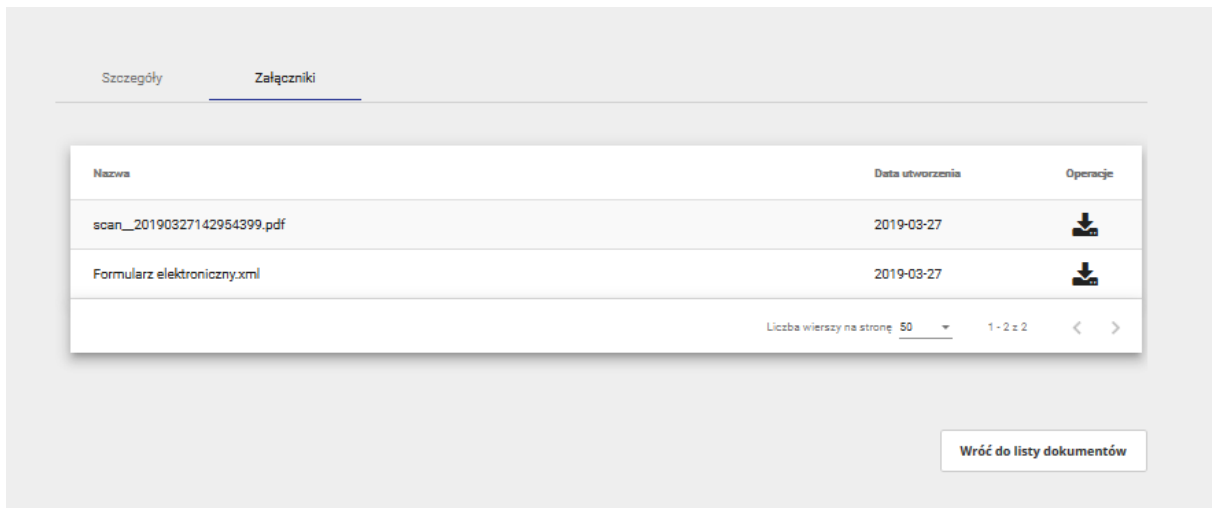 Szczegóły Załączniki
Nazwa Data utworzenia Operacje
scan__20190327142954399.pdf 2019-03-27
Formularz elektroniczny.xml 2019-03-27
Liczba wierszy na stronę 50 1 - 2 z 2
Wróć do listy dokumentów